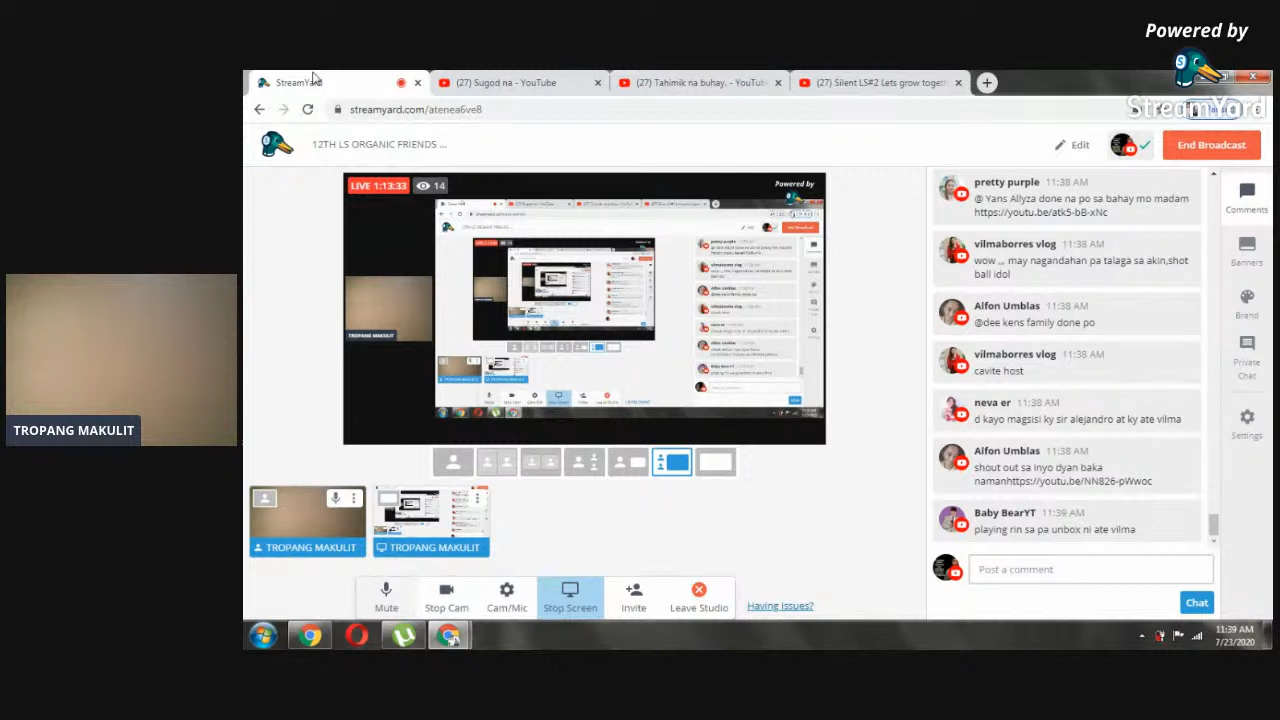 Powered by
StreamYard
StreamYard
(27) Sugod na - YouTube
(27) Tahimik na buhay. - YouTub
(27) Silent LS#2 Lets grow togeth
streamyard.com/atenea6ve8
Paused
12TH LS ORGANIC FRIENDS ...
Edit
End Broadcast
LIVE 1:13:33
14
Powered by
TROPANG MAKULIT
TROPANG MAKULIT
TROPANG MAKULIT
TROPANG MAKULIT
Mute
Stop Cam
Cam/Mic
Stop Screen
Invite
Leave Studio
Having issues?
pretty purple 11:38 AM
@ Yans Allyza done na po sa bahay mo madam
https://youtu.be/atk5-bB-xNc
vilmaborres vlog 11:38 AM
wow ,,, may nagandahan pa talaga sa akin,shot
ball idol
Alfon Umblas 11:38 AM
@dee kens family done po
vilmaborres vlog 11:38 AM
cavite host
neva er 11:38 AM
d kayo magsisi ky sir alejandro at ky ate vilma
Alfon Umblas 11:38 AM
shout out sa inyo dyan baka
namanhttps://youtu.be/NN826-pWwoc
Baby BearYT 11:39 AM
playing rin sa pa unbox ni ate vilma
Post a comment
Chat
Comments
Banners
Brand
Private
Chat
Settings
11:39 AM
7/23/2020